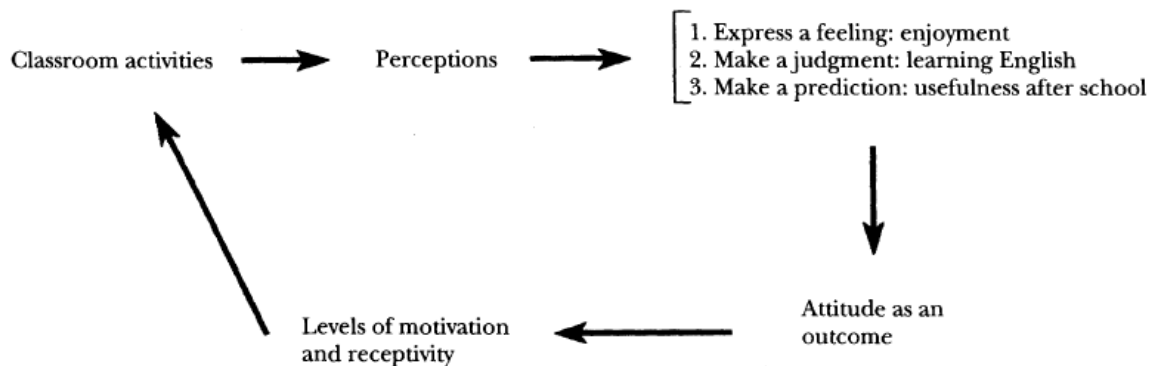 Classroom activities
Perceptions
1. Express a feeling: enjoyment
2. Make a judgment: learning English
3. Make a prediction: usefulness after school
Attitude as an
outcome
Levels of motivation
and receptivity